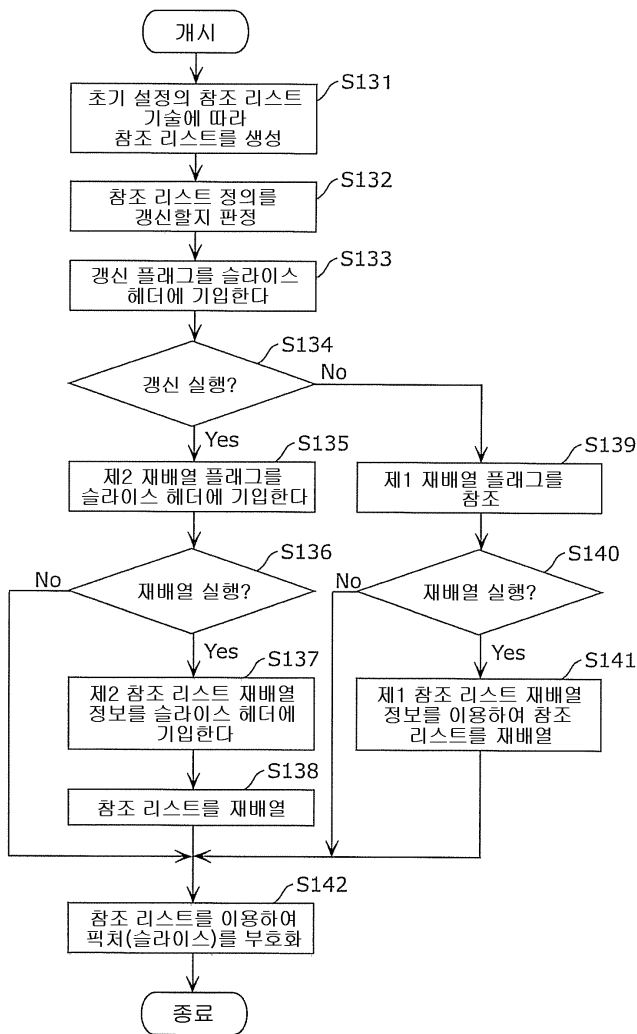 개시
S131
초기 설정의 참조 리스트
기술에 따라
참조 리스트를 생성
S132
참조 리스트 정의를
갱신할지 판정
S133
갱신 플래그를 슬라이스
헤더에 기입한다
S134
갱신 실행?
No
Yes
S135
제2 재배열 플래그를
슬라이스 헤더에 기입한다
S139
제1 재배열 플래그를
참조
S136
No
재배열 실행?
Yes
S140
No
재배열 실행?
Yes
S137
제2 참조 리스트 재배열
정보를 슬라이스 헤더에
기입한다
S141
제1 참조 리스트 재배열
정보를 이용하여 참조
리스트를 재배열
S138
참조 리스트를 재배열
S142
참조 리스트를 이용하여
픽처(슬라이스)를 부호화
종료